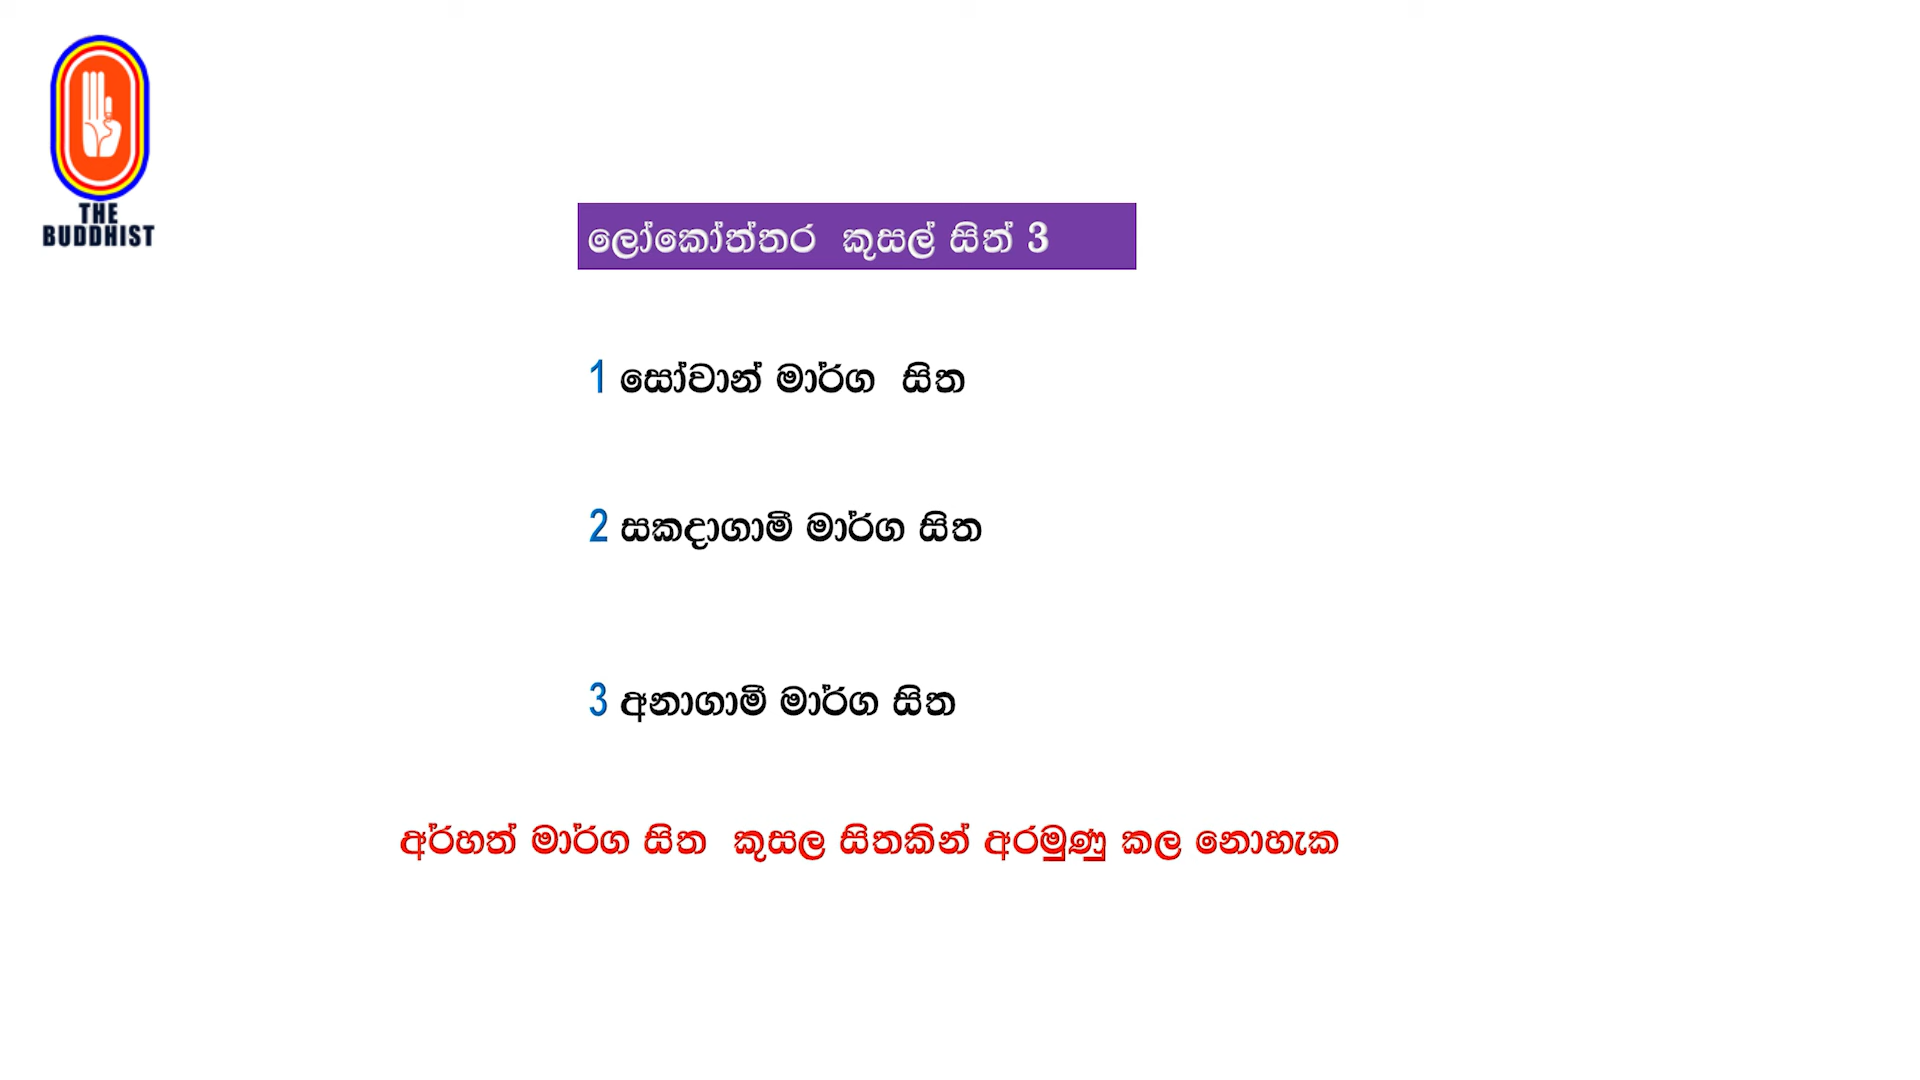 THE
BUDDHIST
ලෝකෝත්තර කුසල් සිත් 3
1 සෝවාන් මාර්ග සිත
2 සකදාගාමී මාර්ග සිත
3 අනාගාමී මාර්ග සිත
අර්හත් මාර්ග සිත කුසල සිතකින් අරමුණු කල නොහැක